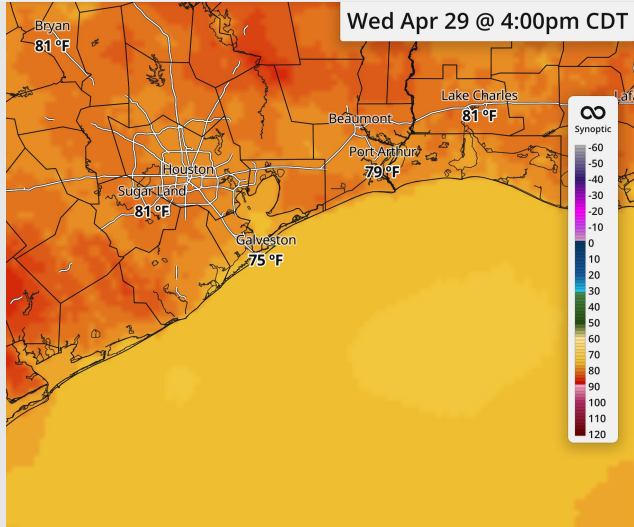 Wed Apr 29 @ 4:00pm CDT
Bryan
81 °F
Lake Charles
81 °F
Beaumont
Port Arthur
79 °F
Houston
Sugar Land
81 °F
Galveston
75 °F
Synoptic
-60
-50
-40
-30
-20
-10
0
10
20
30
40
50
60
70
80
90
100
110
120